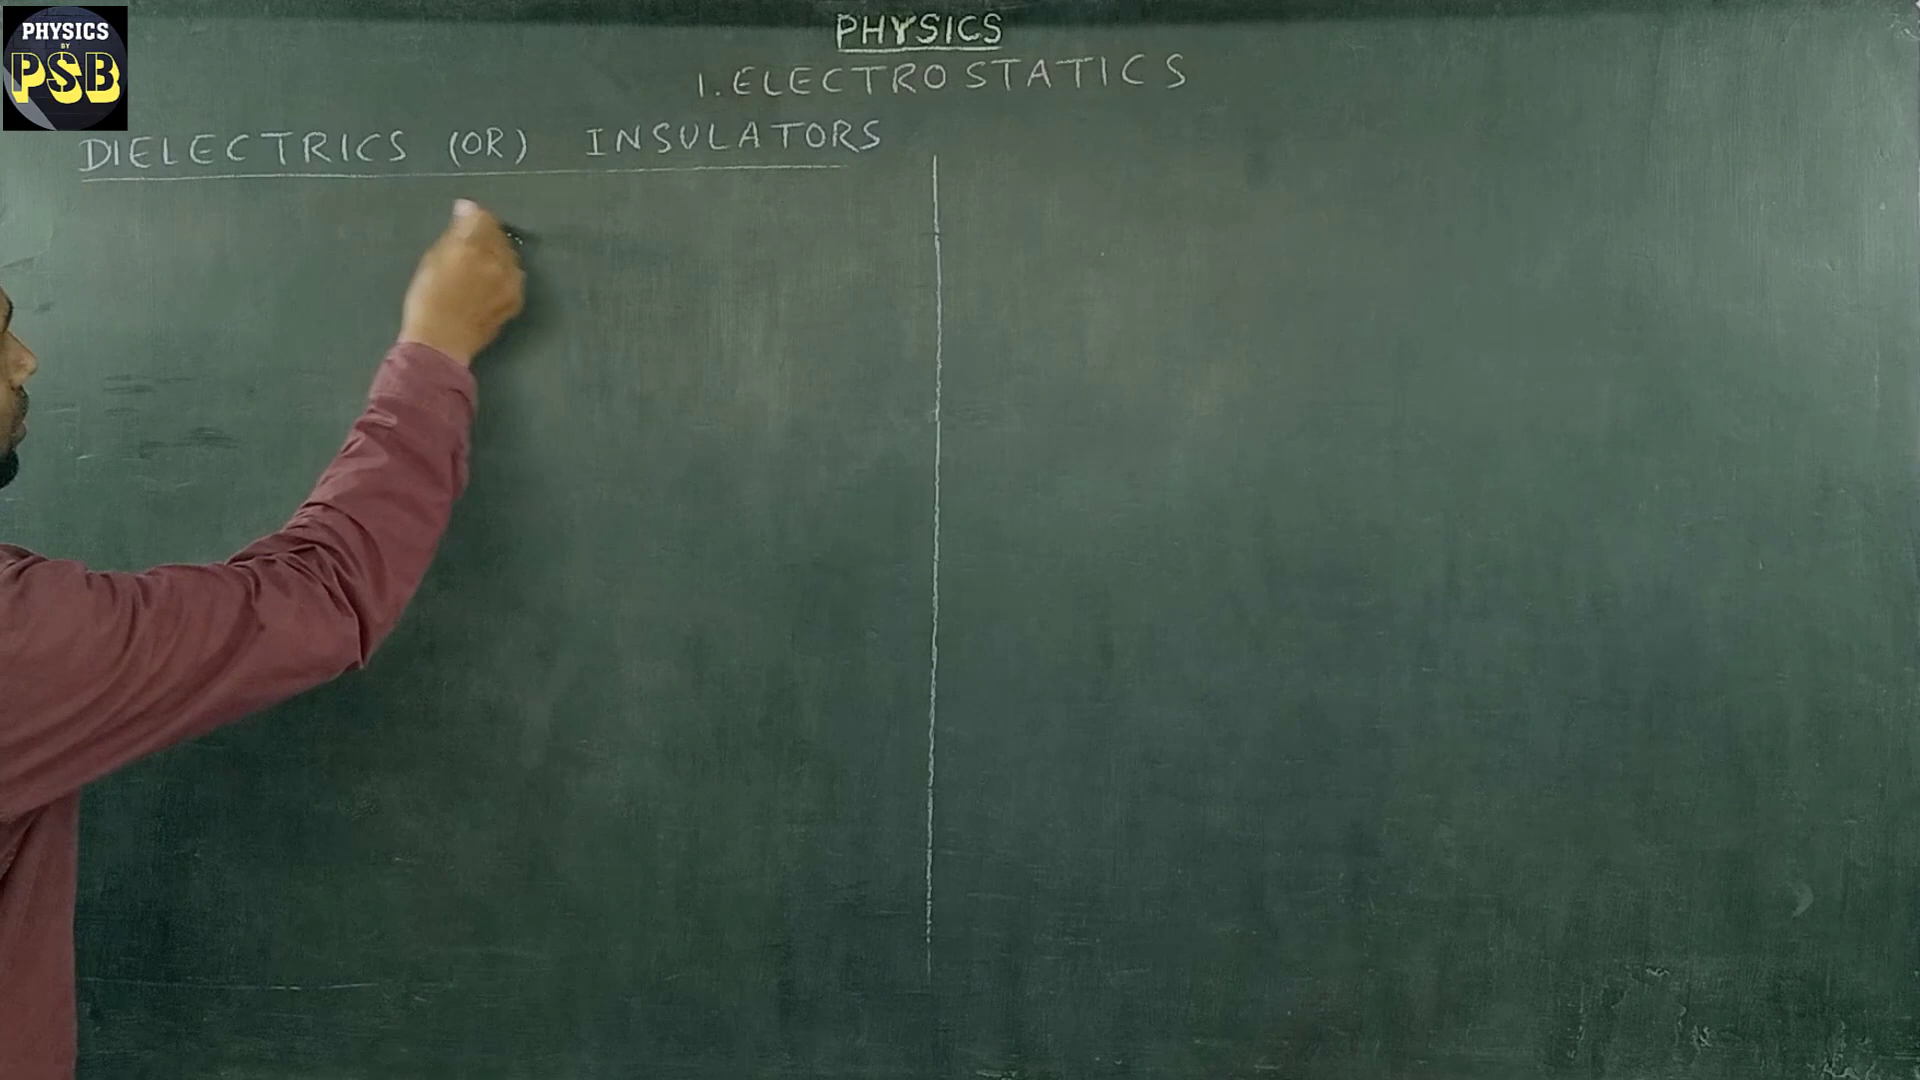 PHYSICS
BY
PSB
PHYSICS
1. ELECTROSTATICS
DIELECTRICS (OR) INSULATORS